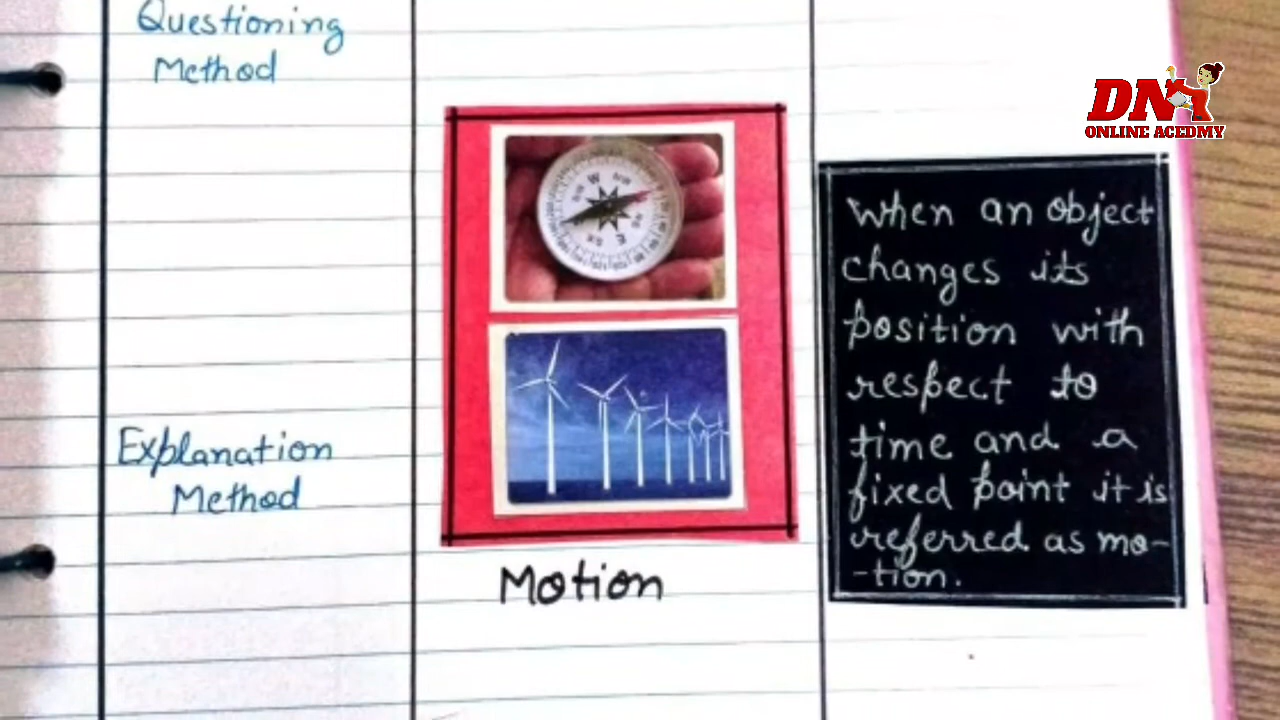 Questioning
Method
Explanation
Method
Motion
When an object
changes its
position with
respect to
time and a
fixed point it is
referred as mo-
-tion.
DN
ONLINE ACEDMY
W
E